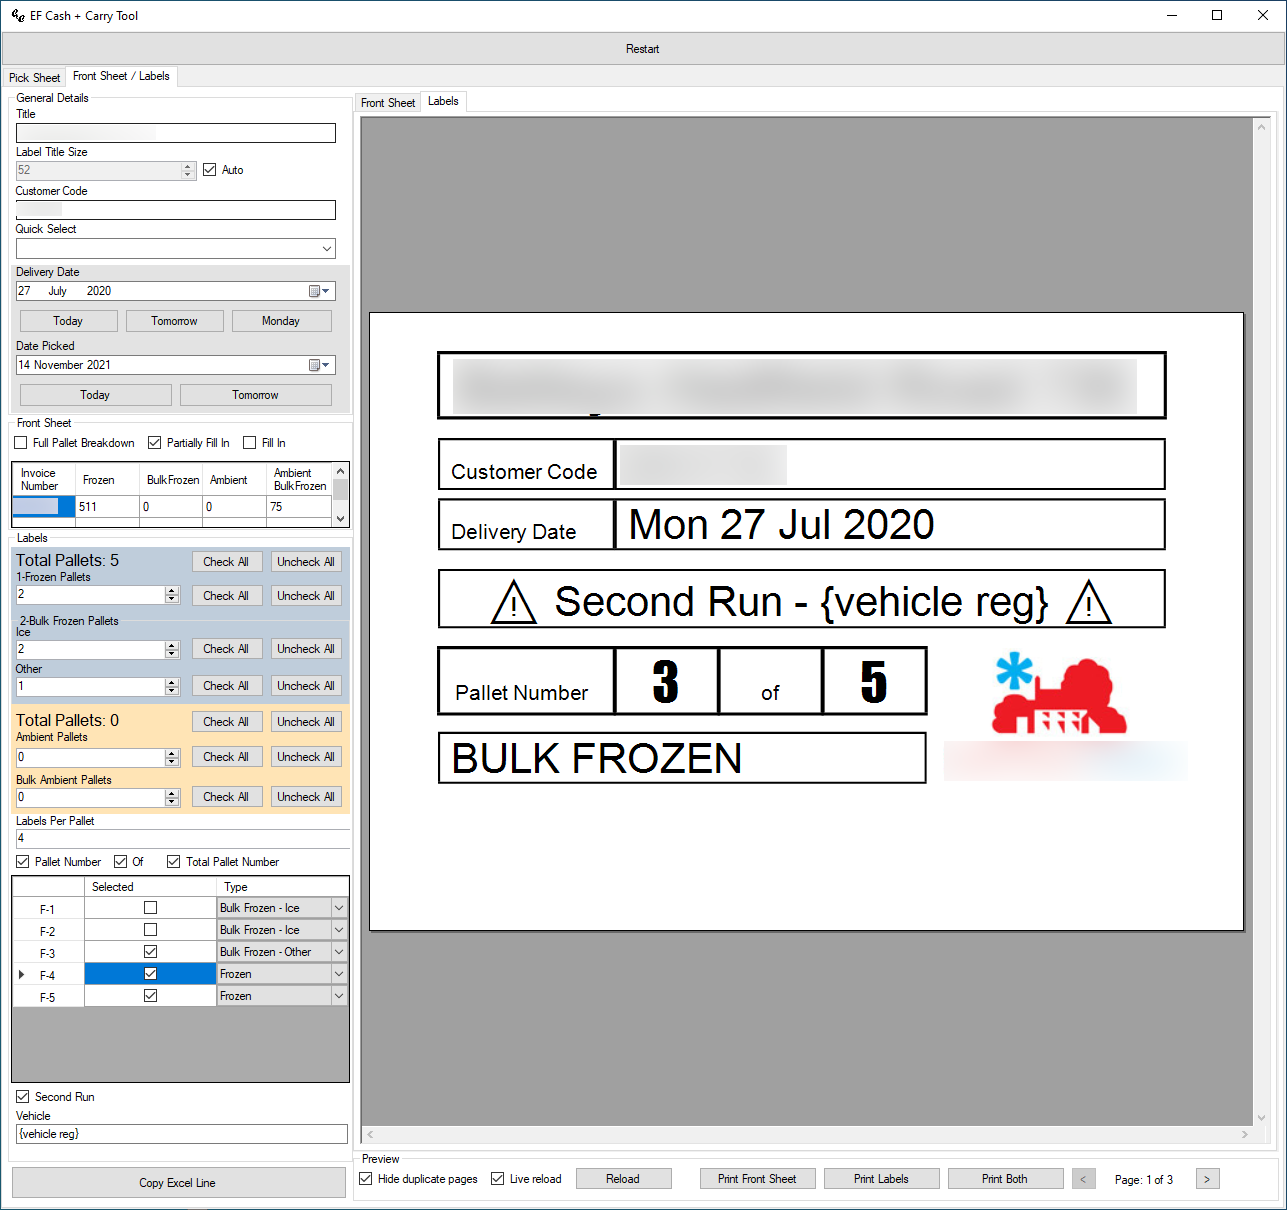 EF Cash + Carry Tool
Restart
Pick Sheet Front Sheet / Labels
General Details
Title
Label Title Size
52 Auto
Customer Code
Quick Select
Delivery Date
27 July 2020
Today Tomorrow Monday
Date Picked
14 November 2021
Today Tomorrow
Front Sheet
Full Pallet Breakdown Partially Fill In Fill In
Invoice Number Frozen BulkFrozen Ambient Ambient BulkFrozen
511 0 0 75
Labels
Total Pallets: 5 Check All Uncheck All
1-Frozen Pallets
2 Check All Uncheck All
2-Bulk Frozen Pallets
Ice
2 Check All Uncheck All
Other
1 Check All Uncheck All
Total Pallets: 0 Check All Uncheck All
Ambient Pallets
0 Check All Uncheck All
Bulk Ambient Pallets
0 Check All Uncheck All
Labels Per Pallet
4
Pallet Number Of Total Pallet Number
Selected Type
F-1 Bulk Frozen - Ice
F-2 Bulk Frozen - Ice
F-3 Bulk Frozen - Other
F-4 Frozen
F-5 Frozen
Second Run
Vehicle
{vehicle reg}
Copy Excel Line
Front Sheet Labels
Customer Code
Delivery Date Mon 27 Jul 2020
⚠ Second Run - {vehicle reg} ⚠
Pallet Number 3 of 5
BULK FROZEN
Preview
Hide duplicate pages Live reload Reload Print Front Sheet Print Labels Print Both < Page: 1 of 3 >